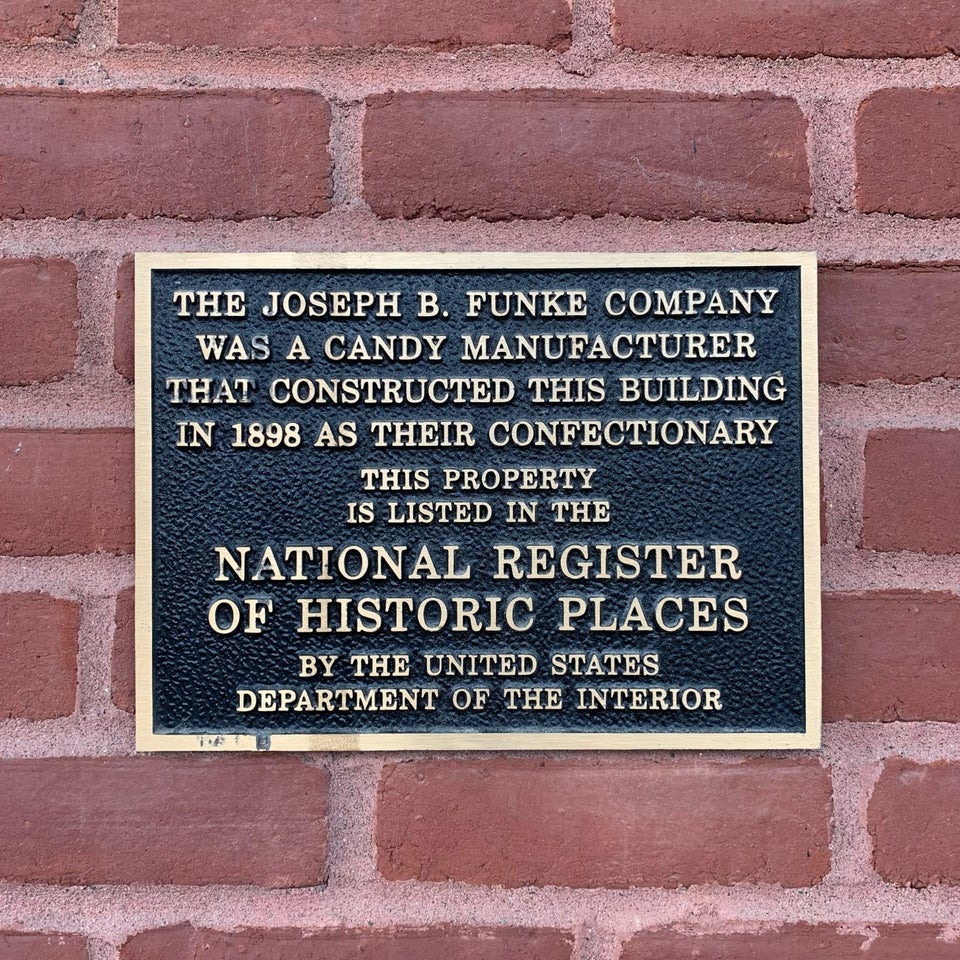 THE JOSEPH B. FUNKE COMPANY
WAS A CANDY MANUFACTURER
THAT CONSTRUCTED THIS BUILDING
IN 1898 AS THEIR CONFECTIONARY
THIS PROPERTY
IS LISTED IN THE
NATIONAL REGISTER
OF HISTORIC PLACES
BY THE UNITED STATES
DEPARTMENT OF THE INTERIOR